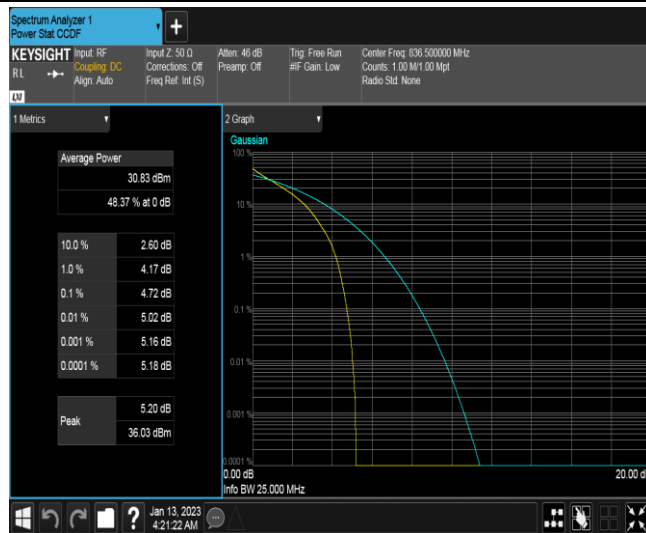 Spectrum Analyzer 1
Power Stat CCDF
+
KEYSIGHT
RL
Input: RF
Coupling: DC
Align: Auto
Input Z: 50 Ω
Corrections: Off
Freq Ref: Int (S)
Atten: 46 dB
Preamp: Off
Trig: Free Run
#IF Gain: Low
Center Freq: 836.500000 MHz
Counts: 1.00 M/1.00 Mpt
Radio Std: None
1 Metrics
Average Power
30.83 dBm
48.37 % at 0 dB
10.0 % 2.60 dB
1.0 % 4.17 dB
0.1 % 4.72 dB
0.01 % 5.02 dB
0.001 % 5.16 dB
0.0001 % 5.18 dB
Peak
5.20 dB
36.03 dBm
2 Graph
Gaussian
100 %
10 %
1 %
0.1 %
0.01 %
0.001 %
0.0001 %
0.00 dB
20.00 d
Info BW 25.000 MHz
?
Jan 13, 2023
4:21:22 AM